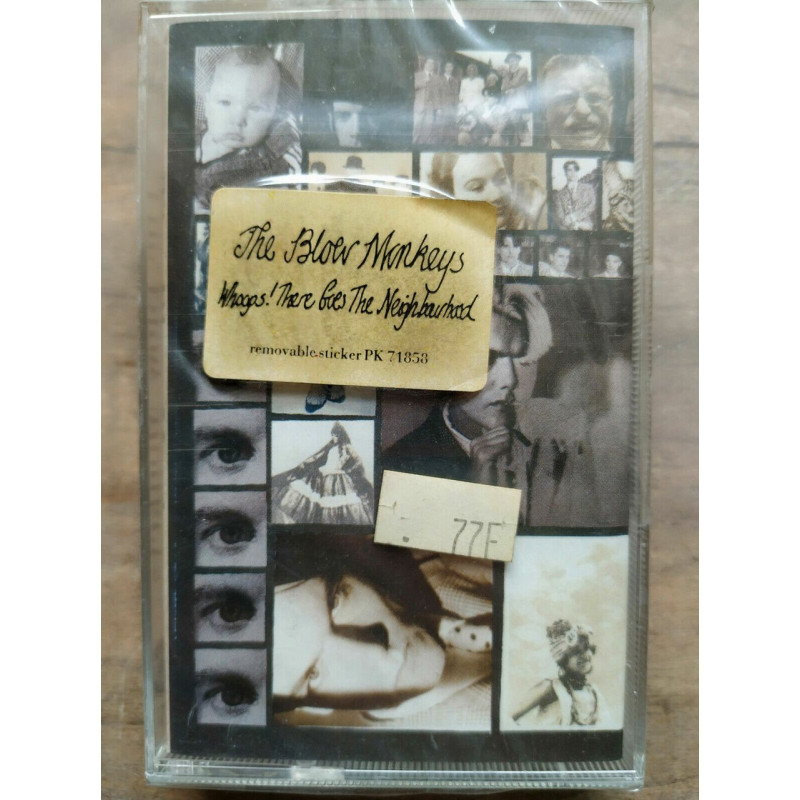 The Blow Monkeys
Whoops! There Goes The Neighbourhood
removable sticker PK 71858
77F